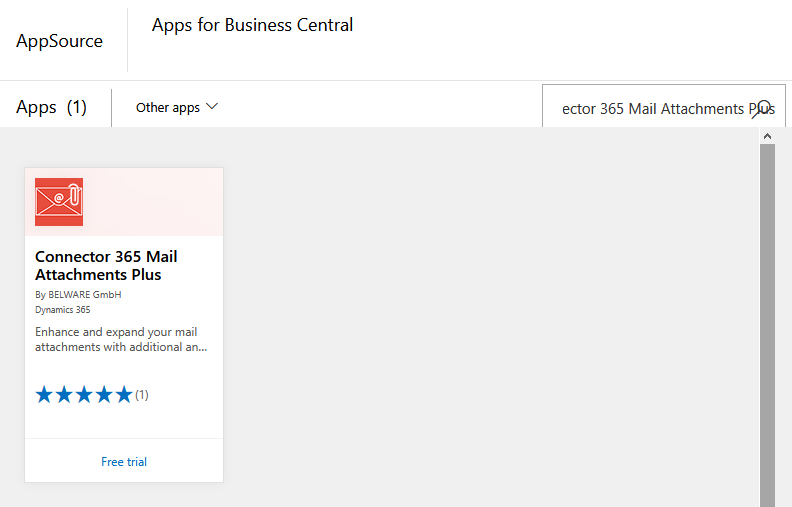 AppSource
Apps for Business Central
Apps (1)
Other apps
ector 365 Mail Attachments Plus
@
Connector 365 Mail
Attachments Plus
By BELWARE GmbH
Dynamics 365
Enhance and expand your mail
attachments with additional an...
(1)
Free trial